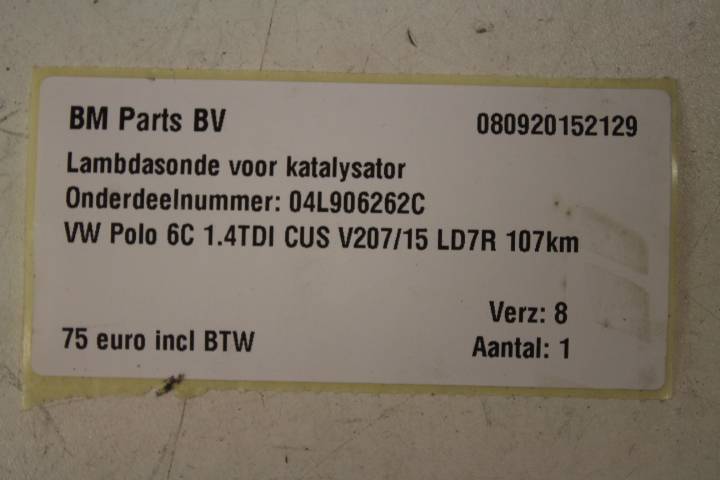 BM Parts BV 080920152129
Lambdasonde voor katalysator
Onderdeelnummer: 04L906262C
VW Polo 6C 1.4TDI CUS V207/15 LD7R 107km
Verz: 8
75 euro incl BTW Aantal: 1